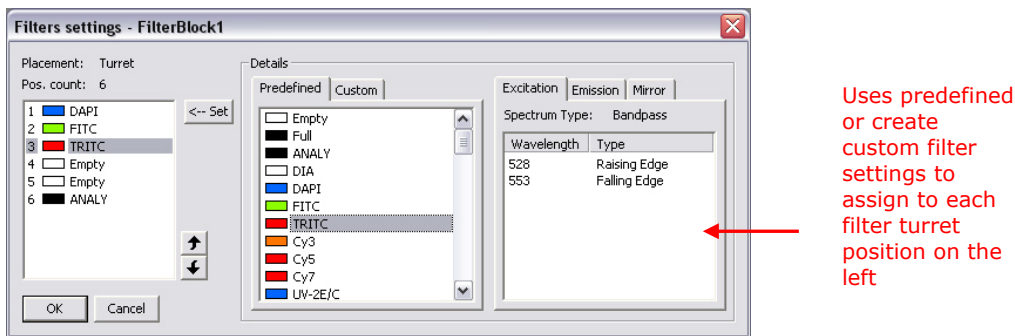 Filters settings - FilterBlock1
Placement: Turret
Pos. count: 6
1 DAPI
2 FITC
3 TRITC
4 Empty
5 Empty
6 ANALY
<-- Set
OK
Cancel
Details
Predefined
Custom
Empty
Full
ANALY
DIA
DAPI
FITC
TRITC
Cy3
Cy5
Cy7
UV-2E/C
Excitation
Emission
Mirror
Spectrum Type: Bandpass
Wavelength Type
528 Raising Edge
553 Falling Edge
Uses predefined
or create
custom filter
settings to
assign to each
filter turret
position on the
left